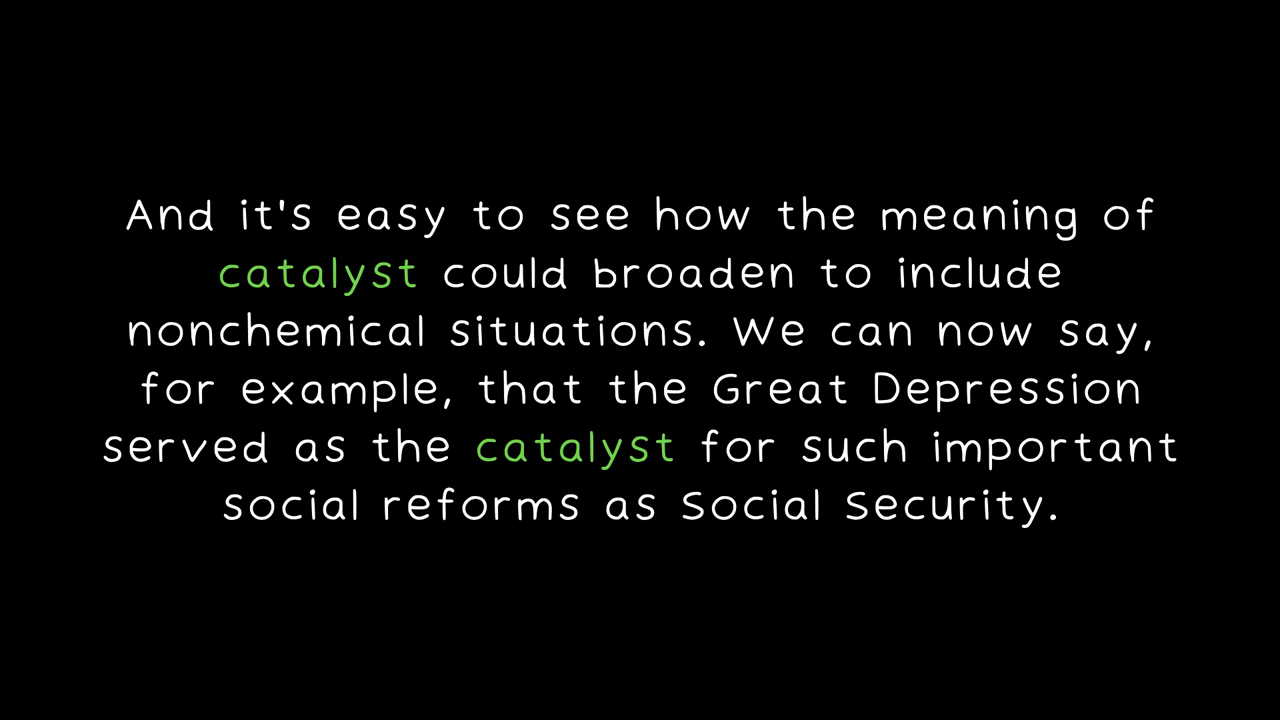 And it's easy to see how the meaning of
catalyst could broaden to include
nonchemical situations. We can now say,
for example, that the Great Depression
served as the catalyst for such important
social reforms as Social Security.